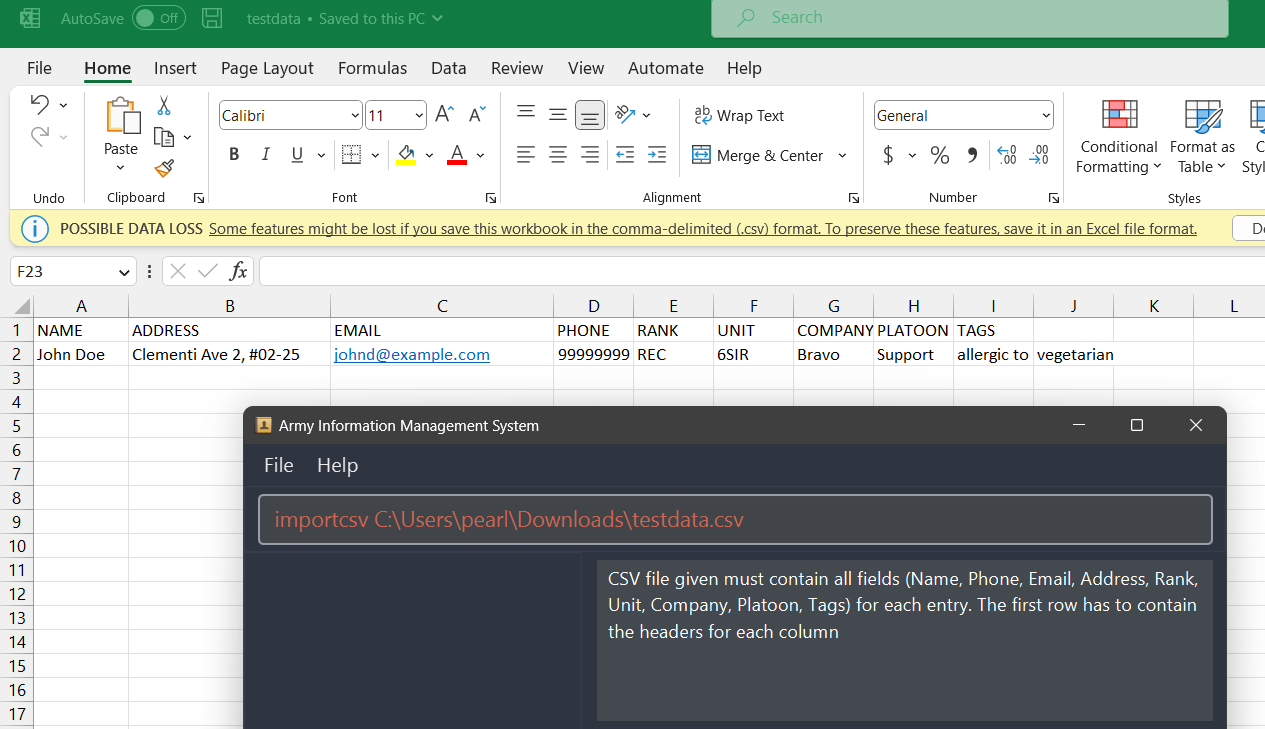 AutoSave Off testdata • Saved to this PC Search
File Home Insert Page Layout Formulas Data Review View Automate Help
Calibri 11 ab Wrap Text General
Paste B I U A Merge & Center $ % Conditional Formatting Format as Table
Undo Clipboard Font Alignment Number Styles
POSSIBLE DATA LOSS Some features might be lost if you save this workbook in the comma-delimited (.csv) format. To preserve these features, save it in an Excel file format.
F23 fx
A B C D E F G H I J K L
1 NAME ADDRESS EMAIL PHONE RANK UNIT COMPANY PLATOON TAGS
2 John Doe Clementi Ave 2, #02-25 johnd@example.com 99999999 REC 6SIR Bravo Support allergic to vegetarian
3
4
5 Army Information Management System
6
7 File Help
8
9 importcsv C:\Users\pearl\Downloads\testdata.csv
10
11 CSV file given must contain all fields (Name, Phone, Email, Address, Rank,
12 Unit, Company, Platoon, Tags) for each entry. The first row has to contain
13 the headers for each column
14
15
16
17